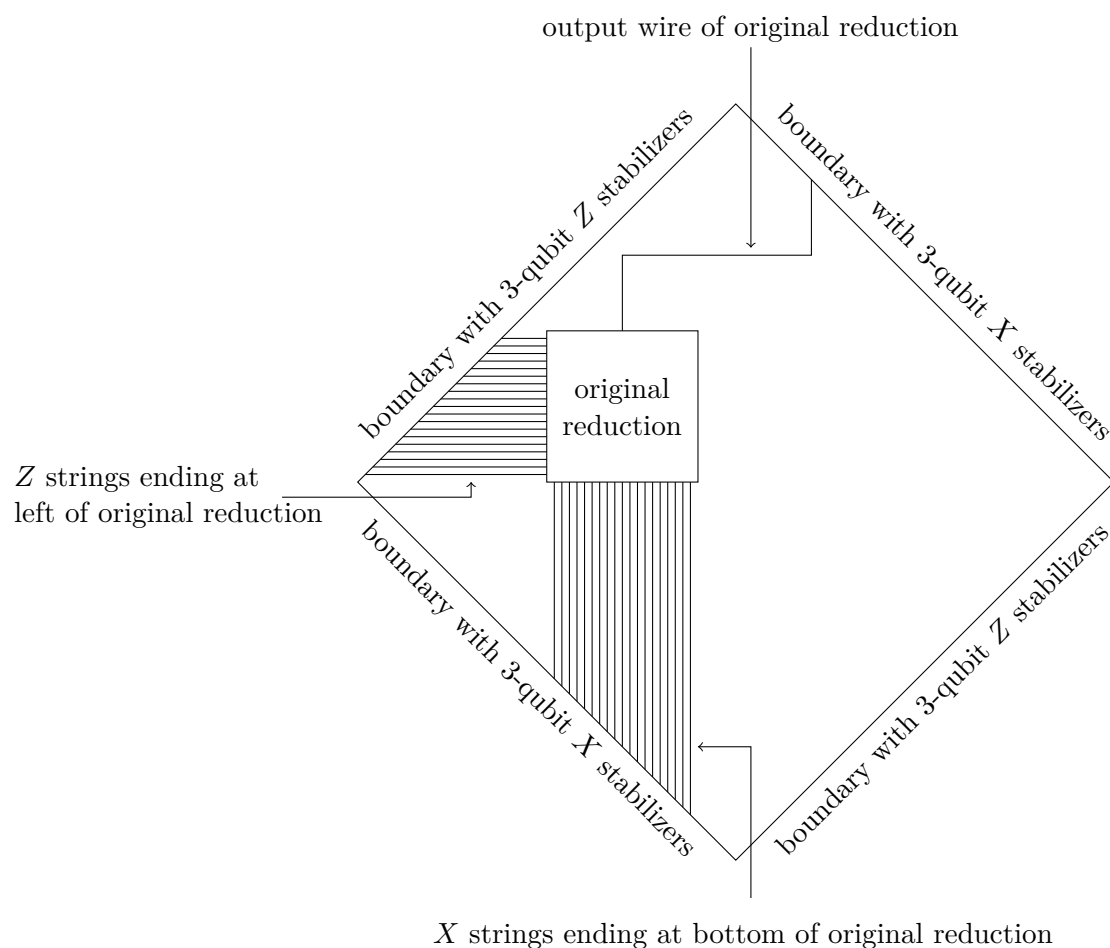 output wire of original reduction
boundary with 3-qubit Z stabilizers
boundary with 3-qubit X stabilizers
original
reduction
Z strings ending at
left of original reduction
boundary with 3-qubit X stabilizers
boundary with 3-qubit Z stabilizers
X strings ending at bottom of original reduction